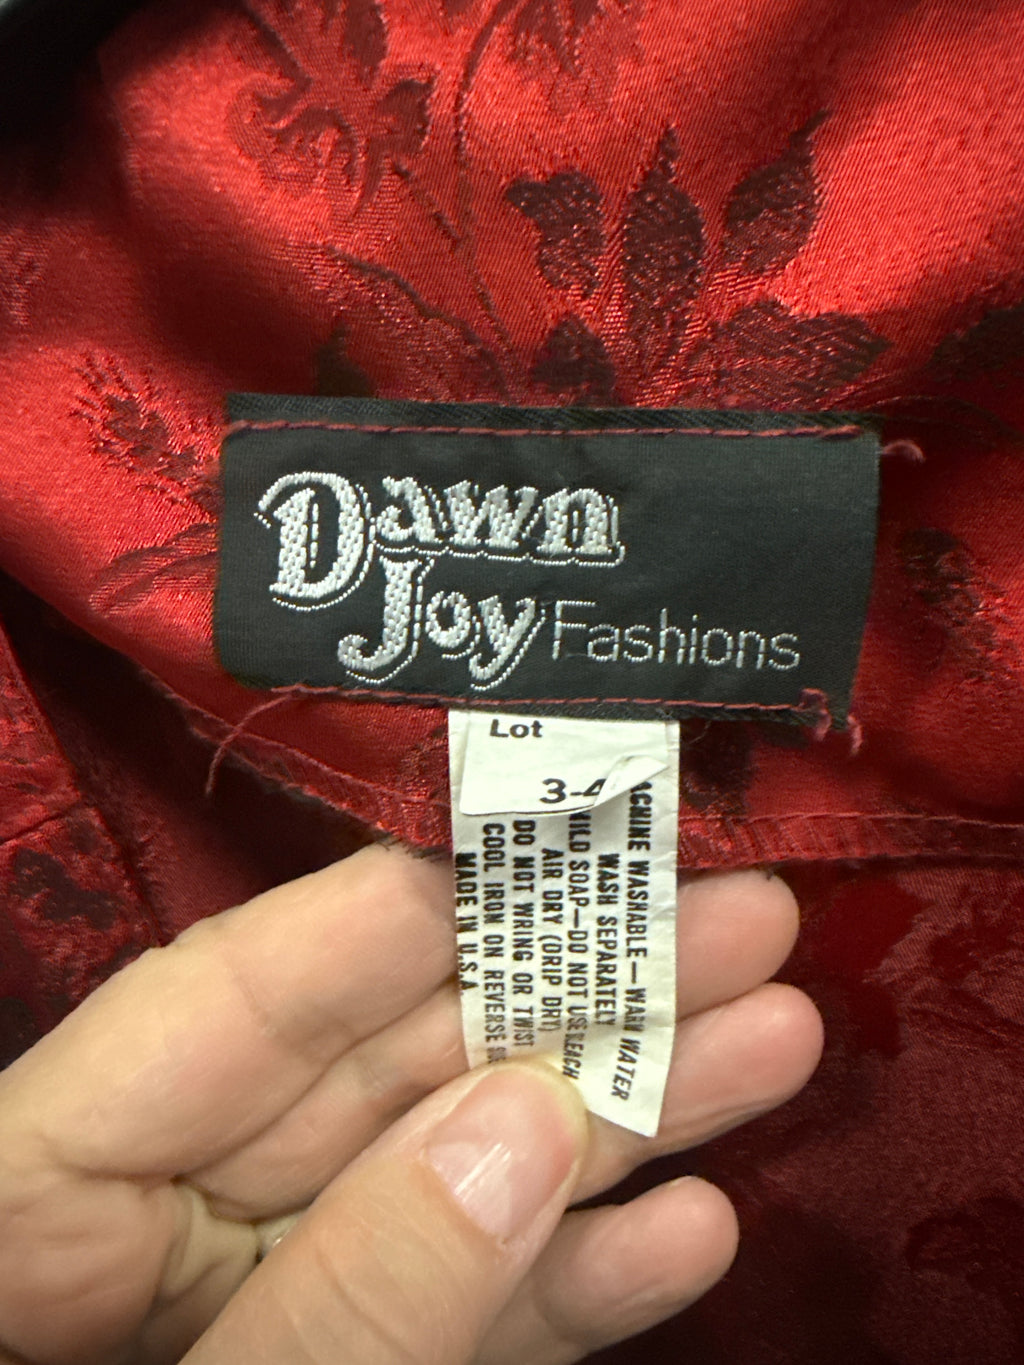 Dawn
Joy Fashions
Lot
3-4
MACHINE WASHABLE—WARM WATER
WASH SEPARATELY
MILD SOAP—DO NOT USE BLEACH
AIR DRY (DRIP DRY)
DO NOT WRING OR TWIST
COOL IRON ON REVERSE
MADE IN U.S.A.